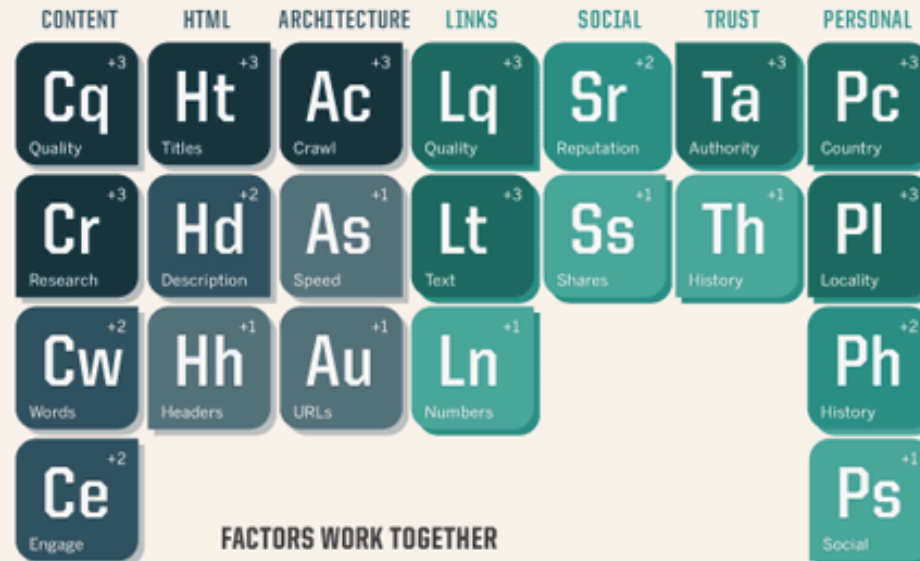 CONTENT HTML ARCHITECTURE LINKS SOCIAL TRUST PERSONAL
+3 +3 +3 +3 +2 +3 +3
Cq Ht Ac Lq Sr Ta Pc
Quality Titles Crawl Quality Reputation Authority Country
+3 +2 +1 +3 +1 +1 +3
Cr Hd As Lt Ss Th Pl
Research Description Speed Text Shares History Locality
+2 +1 +1 +1 +2
Cw Hh Au Ln Ph
Words Headers URLs Numbers History
+2 +1
Ce Ps
Engage Social
FACTORS WORK TOGETHER